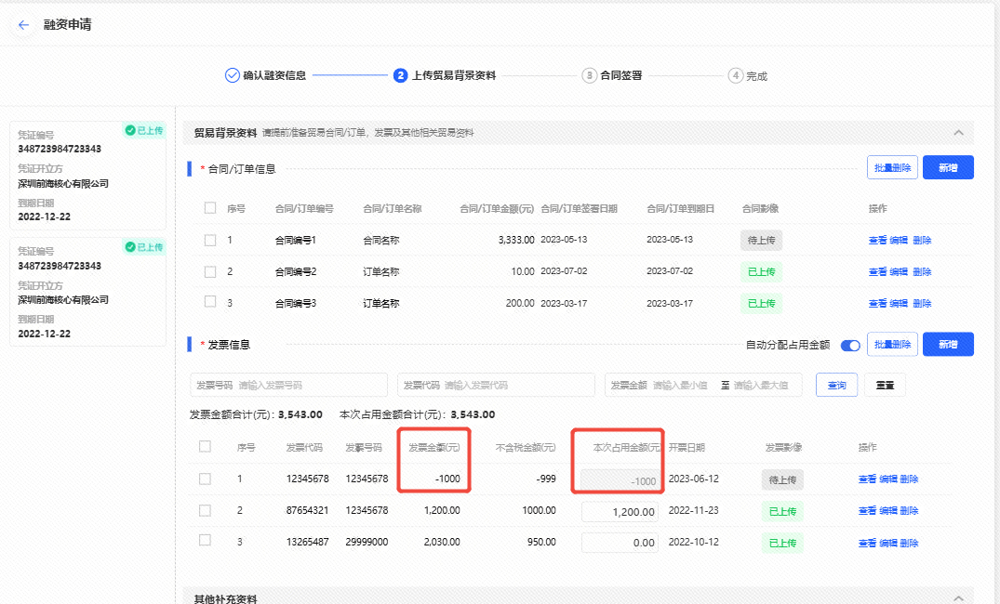 融资申请
确认融资信息 2 上传贸易背景资料 3 合同签署 4 完成
已上传
凭证编号
348723984723343
凭证开立方
深圳前海核心有限公司
到期日期
2022-12-22
已上传
凭证编号
348723984723343
凭证开立方
深圳前海核心有限公司
到期日期
2022-12-22
贸易背景资料 请提前准备贸易合同/订单，发票及其他相关贸易资料
* 合同/订单信息 批量删除 新增
序号 合同/订单编号 合同/订单名称 合同/订单金额(元) 合同/订单签署日期 合同/订单到期日 合同影像 操作
1 合同编号1 合同名称 3,333.00 2023-05-13 2023-05-13 待上传 查看 编辑 删除
2 合同编号2 订单名称 10.00 2023-07-02 2023-07-02 已上传 查看 编辑 删除
3 合同编号3 订单名称 200.00 2023-03-17 2023-03-17 已上传 查看 编辑 删除
* 发票信息 自动分配占用金额 批量删除 新增
发票号码 请输入发票号码 发票代码 请输入发票代码 发票金额 请输入最小值 至 请输入最大值 查询 重置
发票金额合计(元)：3,543.00 本次占用金额合计(元)：3,543.00
序号 发票代码 发票号码 发票金额(元) 不含税金额(元) 本次占用金额(元 开票日期 发票影像 操作
1 12345678 12345678 -1000 -999 -1000 2023-06-12 待上传 查看 编辑 删除
2 87654321 12345678 1,200.00 1000.00 1,200.00 2022-11-23 已上传 查看 编辑 删除
3 13265487 29999000 2,030.00 950.00 0.00 2022-10-12 已上传 查看 编辑 删除
其他补充资料